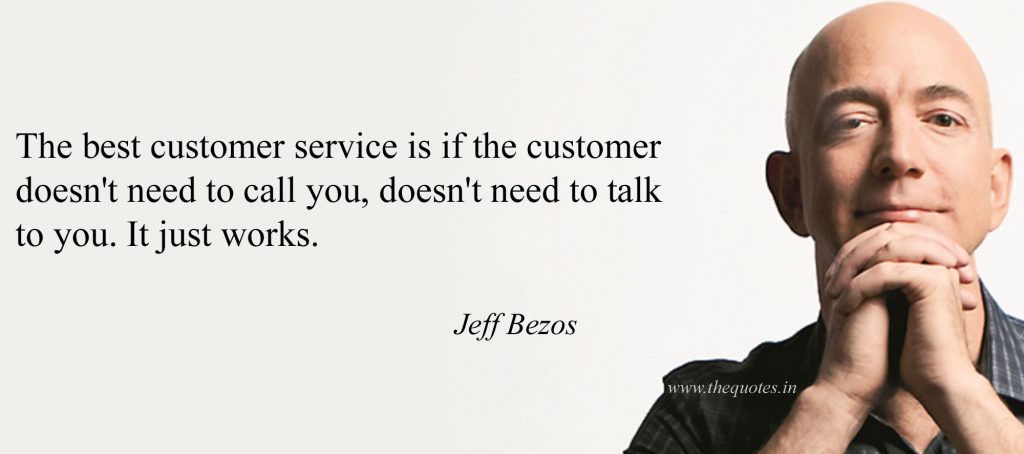 The best customer service is if the customer
doesn't need to call you, doesn't need to talk
to you. It just works.
Jeff Bezos
www.thequotes.in